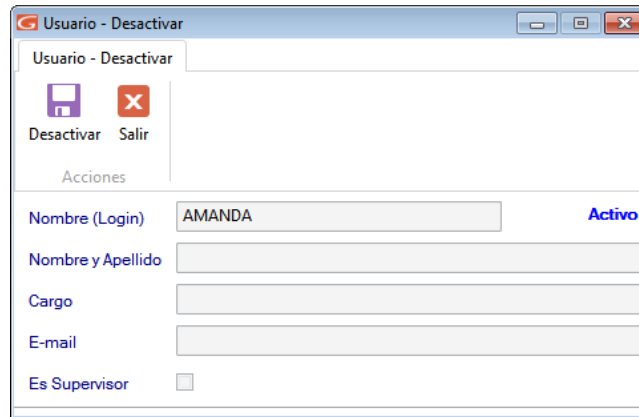 Usuario - Desactivar
Usuario - Desactivar
Desactivar Salir
Acciones
Nombre (Login) AMANDA Activo
Nombre y Apellido
Cargo
E-mail
Es Supervisor